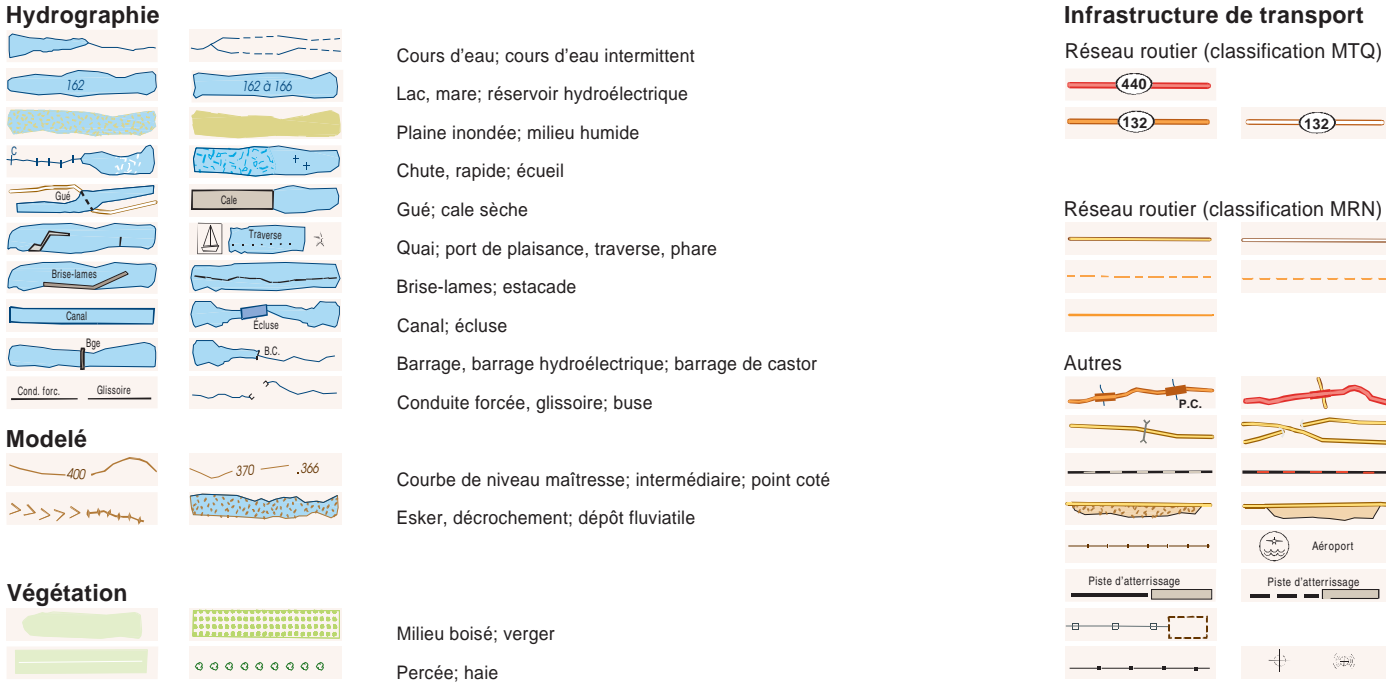 Hydrographie
Cours d'eau; cours d'eau intermittent
162
162 à 166
Lac, mare; réservoir hydroélectrique
Plaine inondée; milieu humide
C
Chute, rapide; écueil
Gué
Cale
Gué; cale sèche
Traverse
Quai; port de plaisance, traverse, phare
Brise-lames
Brise-lames; estacade
Canal
Écluse
Canal; écluse
Bge
B.C.
Barrage, barrage hydroélectrique; barrage de castor
Cond. forc.
Glissoire
Conduite forcée, glissoire; buse
Modelé
400
370
.366
Courbe de niveau maîtresse; intermédiaire; point coté
Esker, décrochement; dépôt fluviatile
Végétation
Milieu boisé; verger
Percée; haie
Infrastructure de transport
Réseau routier (classification MTQ)
440
132
132
Réseau routier (classification MRN)
Autres
P.C.
Aéroport
Piste d'atterrissage
Piste d'atterrissage